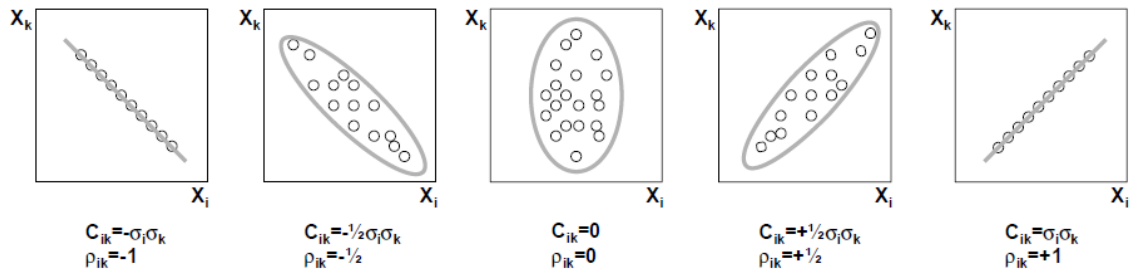 Xk Xk Xk Xk Xk
Xi Xi Xi Xi Xi
Cik=-σiσk Cik=-½σiσk Cik=0 Cik=+½σiσk Cik=σiσk
ρik=-1 ρik=-½ ρik=0 ρik=+½ ρik=+1